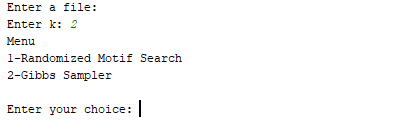 Enter a file:
Enter k: 2
Menu
1-Randomized Motif Search
2-Gibbs Sampler
Enter your choice: